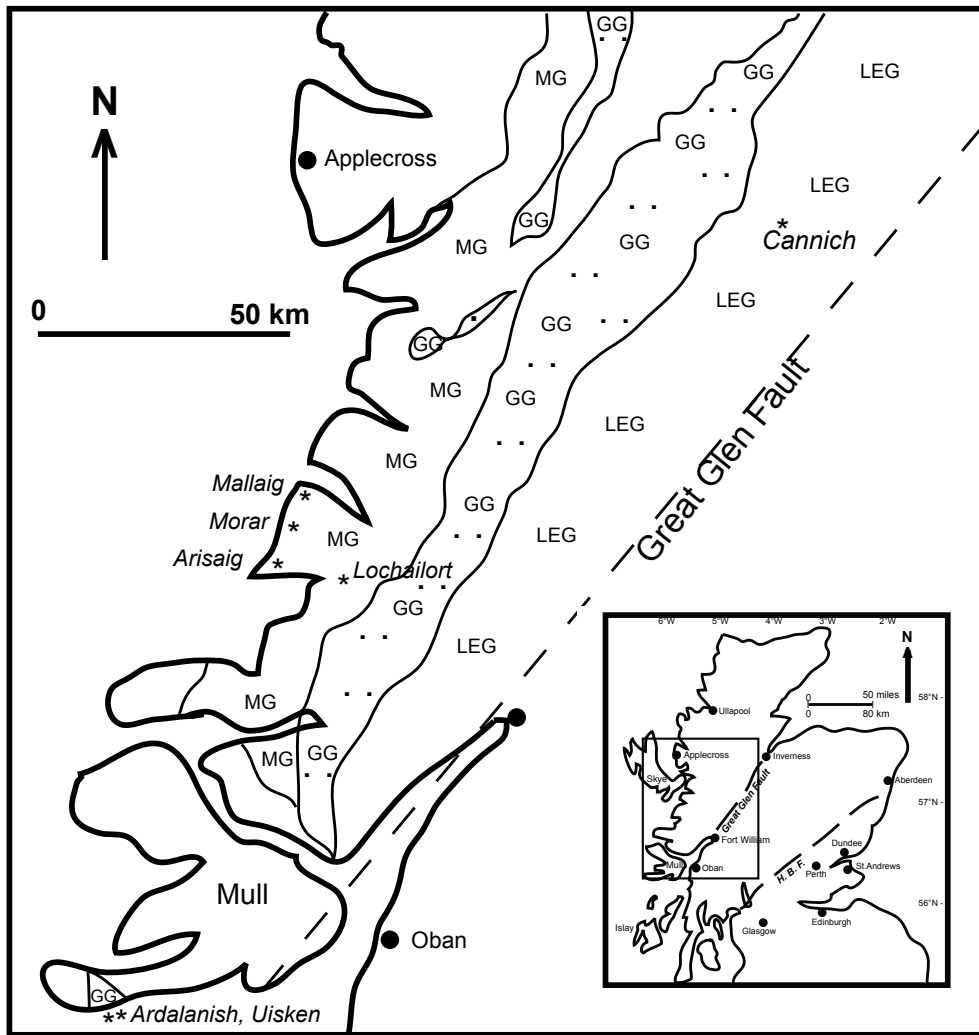 GG
MG
GG
LEG
N
GG
Applecross
LEG
GG
Cannich
MG
GG
LEG
0 50 km
GG
GG
MG
GG
LEG
Great Glen Fault
MG
Mallaig
GG
Morar
MG
LEG
Arisaig
Lochailort
GG
LEG
MG
MG
GG
Mull
Oban
GG
Ardalanish, Uisken
6°W 5°W 4°W 3°W 2°W
N
0 50 miles
0 80 km
58°N
Ullapool
Applecross
Inverness
Skye
Aberdeen
Great Glen Fault
57°N
Fort William
Dundee
Mull
Oban
H. B. F.
Perth
St.Andrews
56°N
Islay
Glasgow
Edinburgh